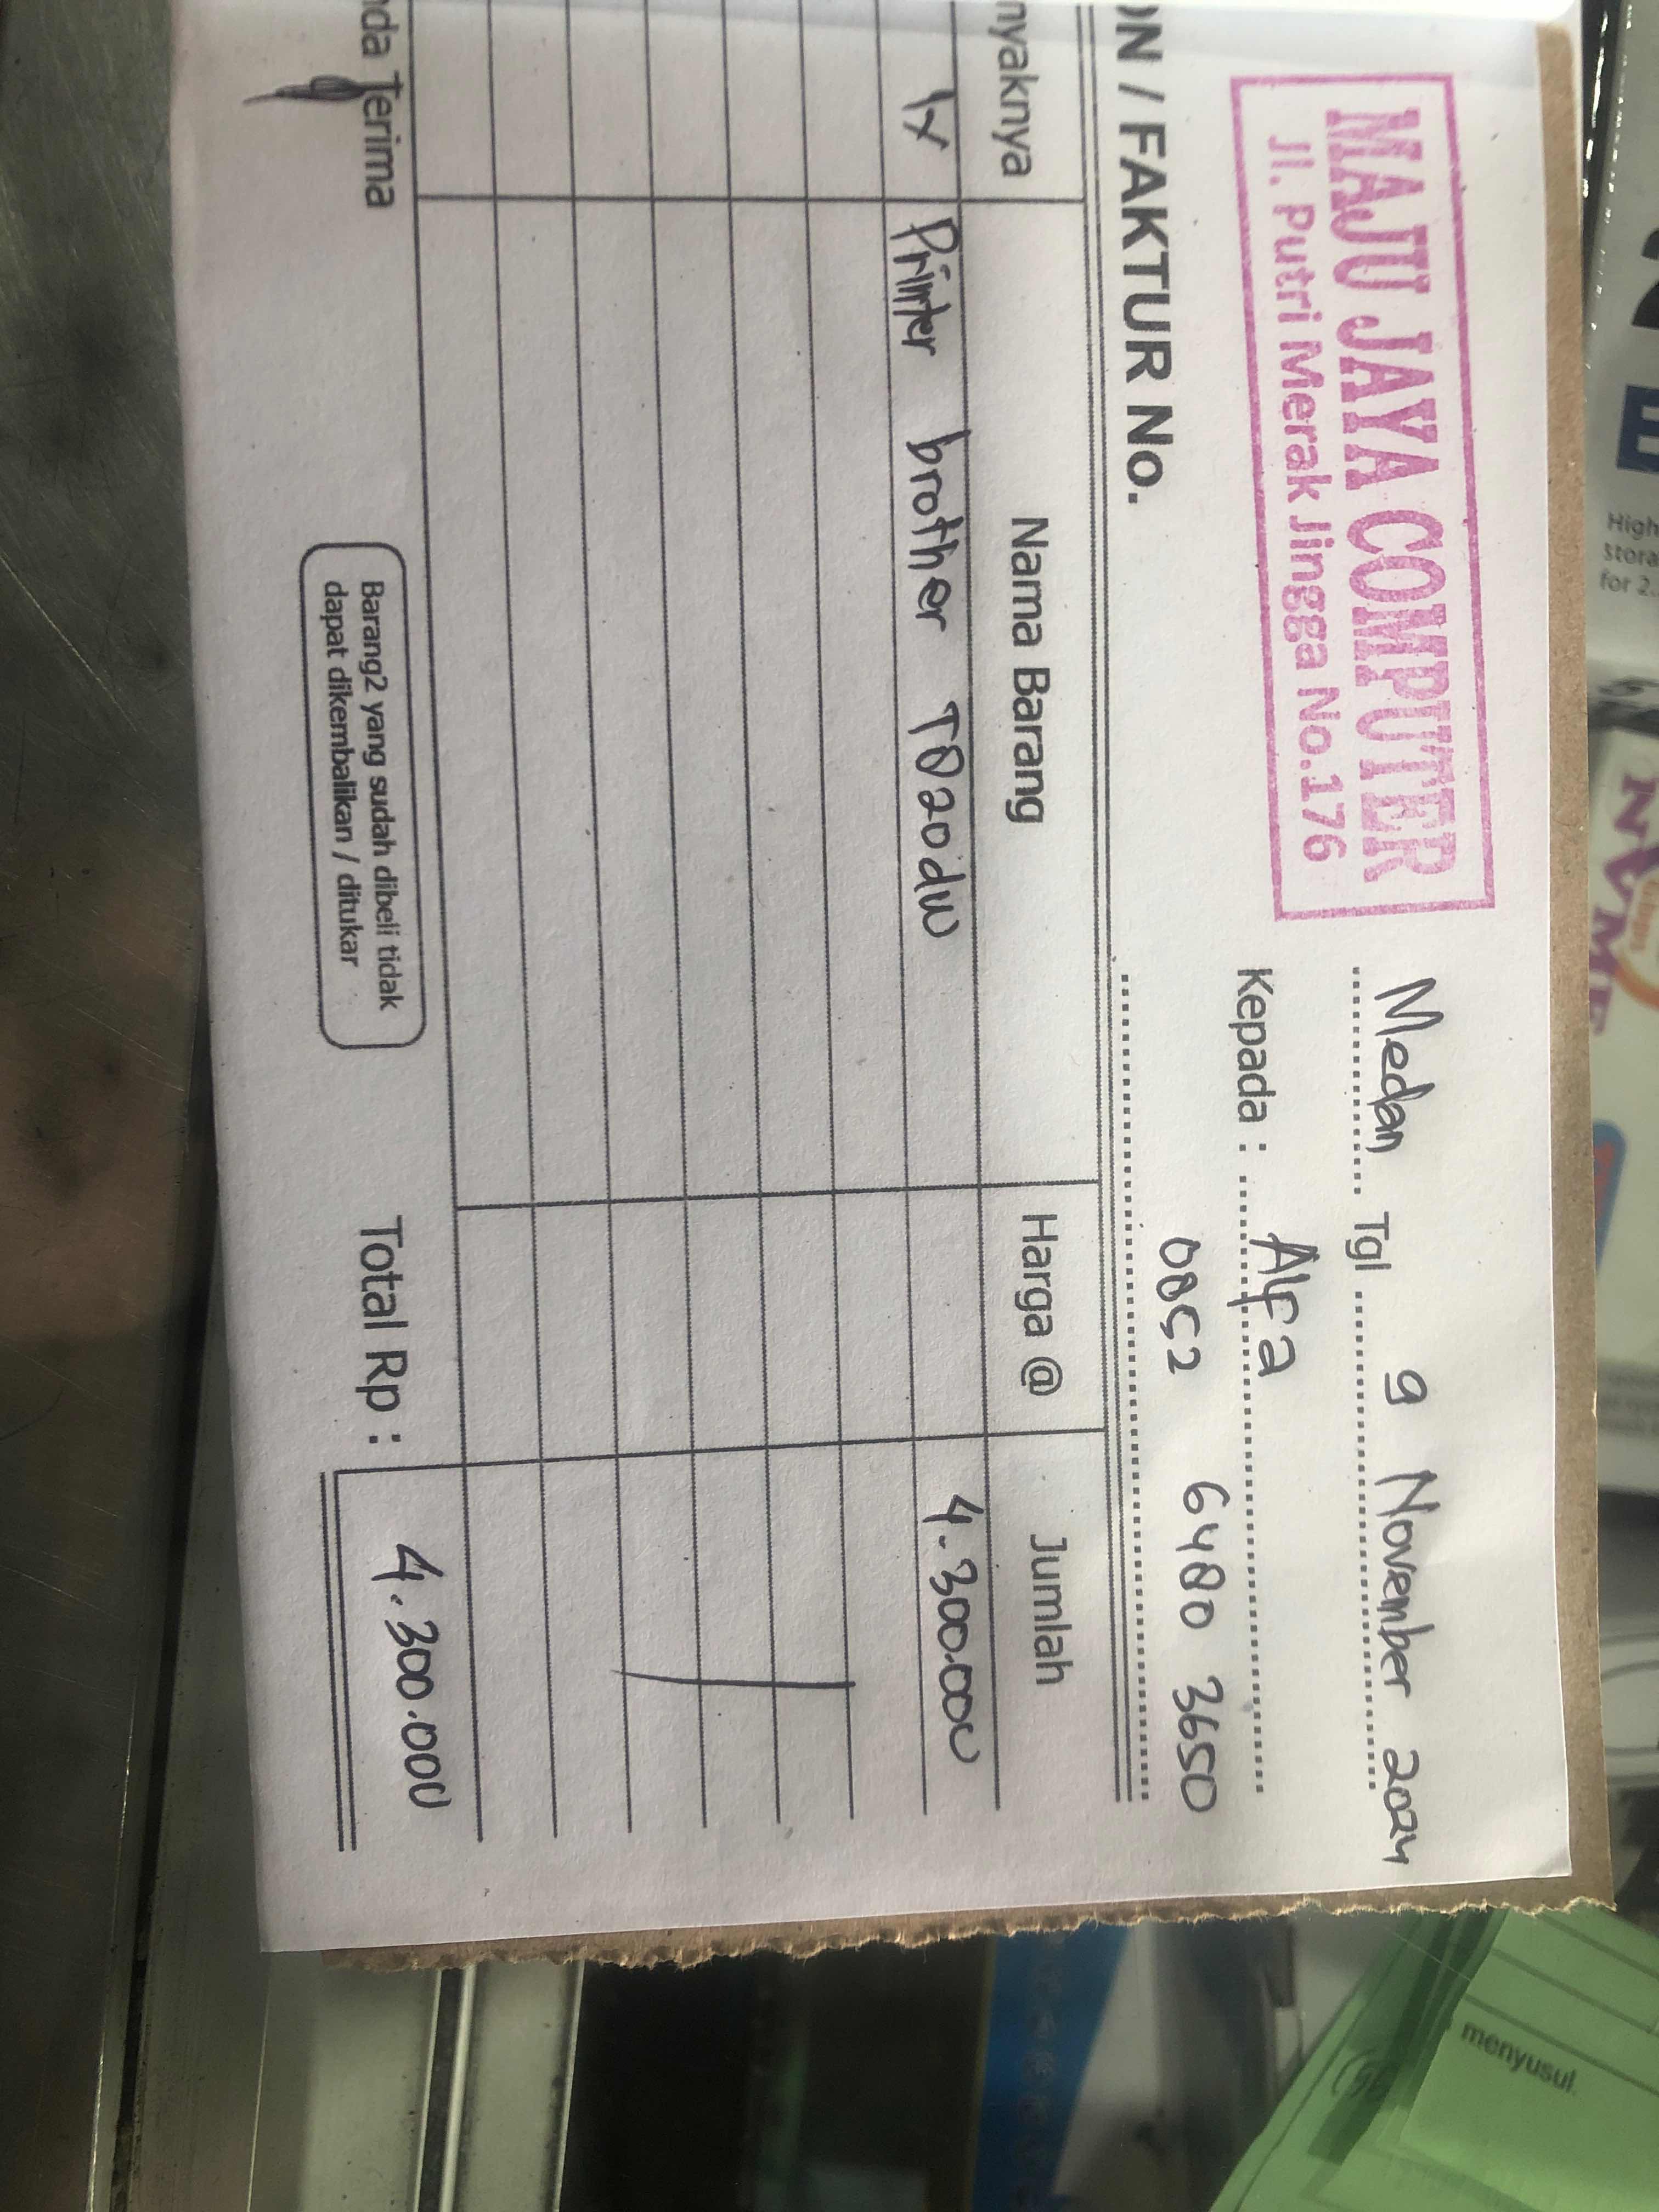 MAJU JAYA COMPUTER
Jl. Putri Merak Jingga No.176
Medan Tgl 9 November 2024
Kepada : Alfa
0852 6480 3650
ON / FAKTUR No.
nyaknya Nama Barang Harga @ Jumlah
1x Printer brother T820dw 4.300.000
nda Terima
Barang2 yang sudah dibeli tidak
dapat dikembalikan / ditukar
Total Rp : 4.300.000
High
stora
for 2.
NVME
menyusul.